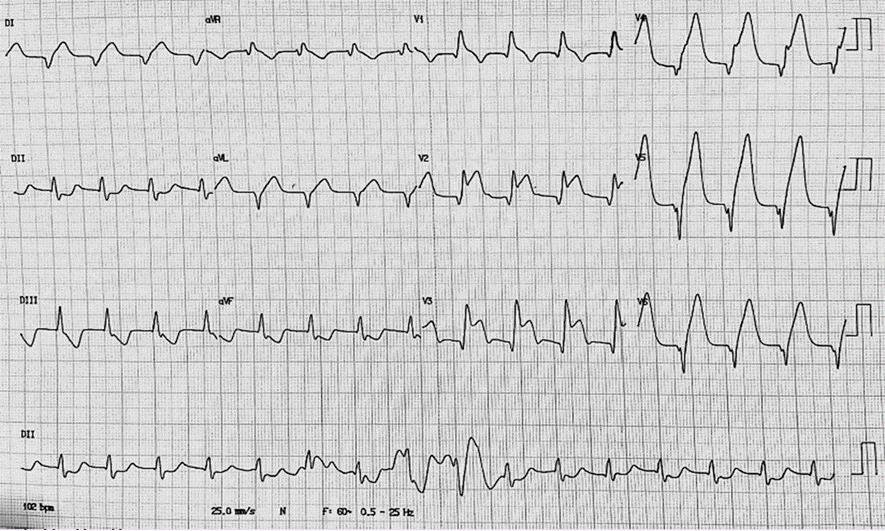 DI aVR V1 V4
DII aVL V2 V5
DIII aVF V3 V6
DII
102 bpm 25.0 mm/s N F: 60~ 0.5 - 25 Hz